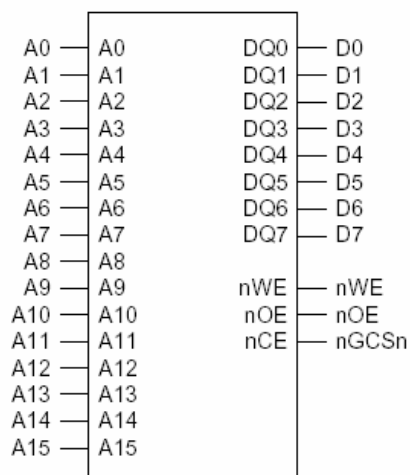 A0 A0 DQ0 D0
A1 A1 DQ1 D1
A2 A2 DQ2 D2
A3 A3 DQ3 D3
A4 A4 DQ4 D4
A5 A5 DQ5 D5
A6 A6 DQ6 D6
A7 A7 DQ7 D7
A8 A8
A9 A9 nWE nWE
A10 A10 nOE nOE
A11 A11 nCE nGCSn
A12 A12
A13 A13
A14 A14
A15 A15